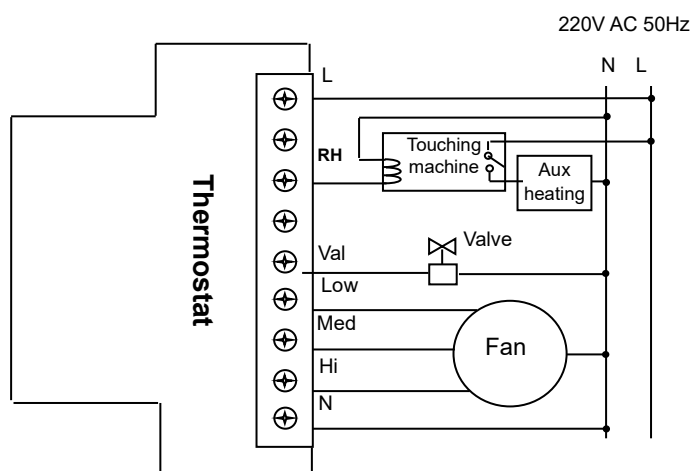 220V AC 50Hz
N L
L
RH
Touching
machine
Aux
heating
Thermostat
Val
Valve
Low
Med
Fan
Hi
N